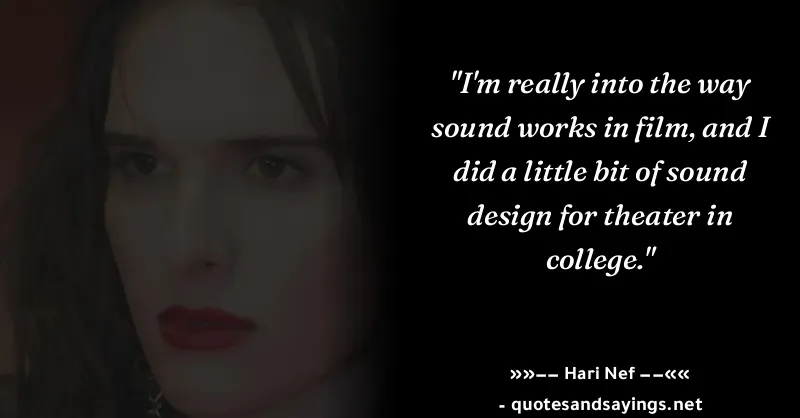 "I'm really into the way
sound works in film, and I
did a little bit of sound
design for theater in
college."
»»–– Hari Nef ––««
- quotesandsayings.net